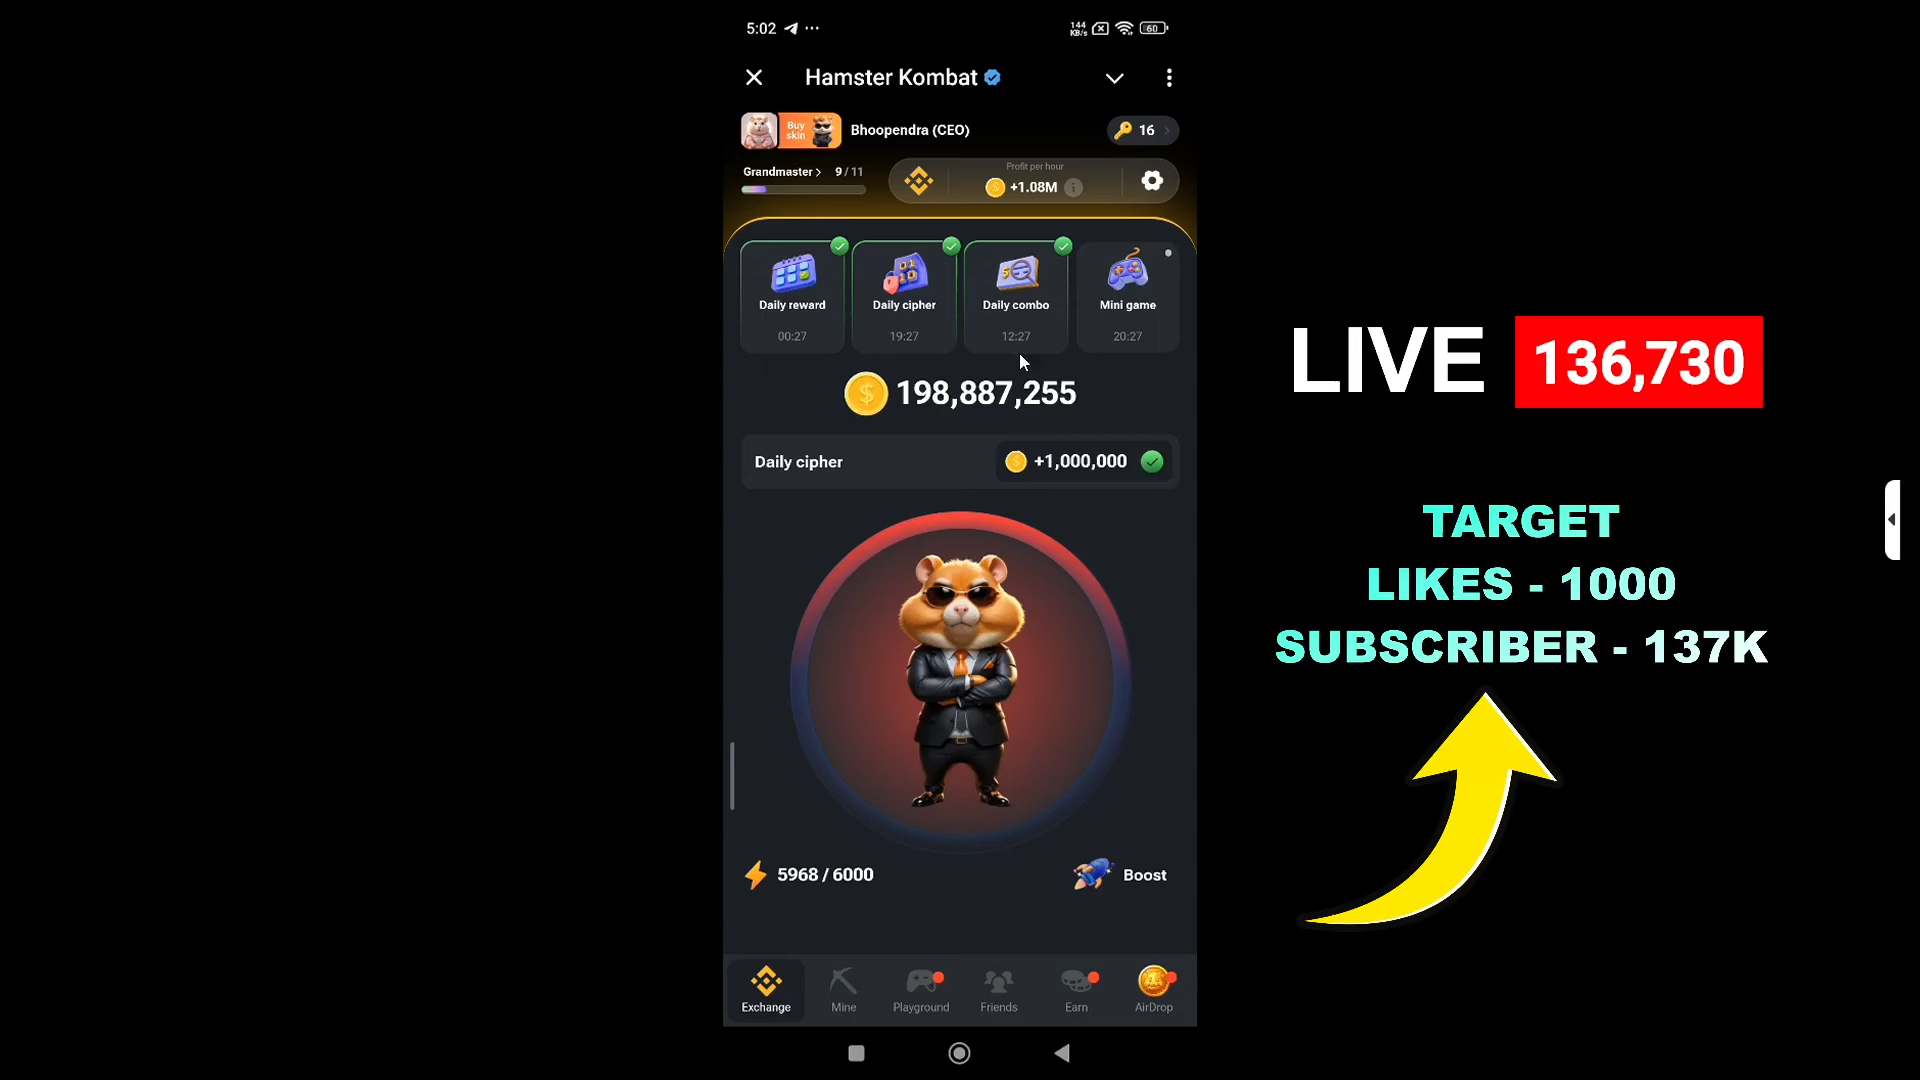 5:02
144
KB/s
60
Hamster Kombat
Buy
skin
Bhoopendra (CEO)
16
Grandmaster
9 / 11
Profit per hour
+1.08M
Daily reward
00:27
Daily cipher
19:27
Daily combo
12:27
Mini game
20:27
198,887,255
Daily cipher
+1,000,000
5968 / 6000
Boost
Exchange
Mine
Playground
Friends
Earn
AirDrop
LIVE 136,730
TARGET
LIKES - 1000
SUBSCRIBER - 137K